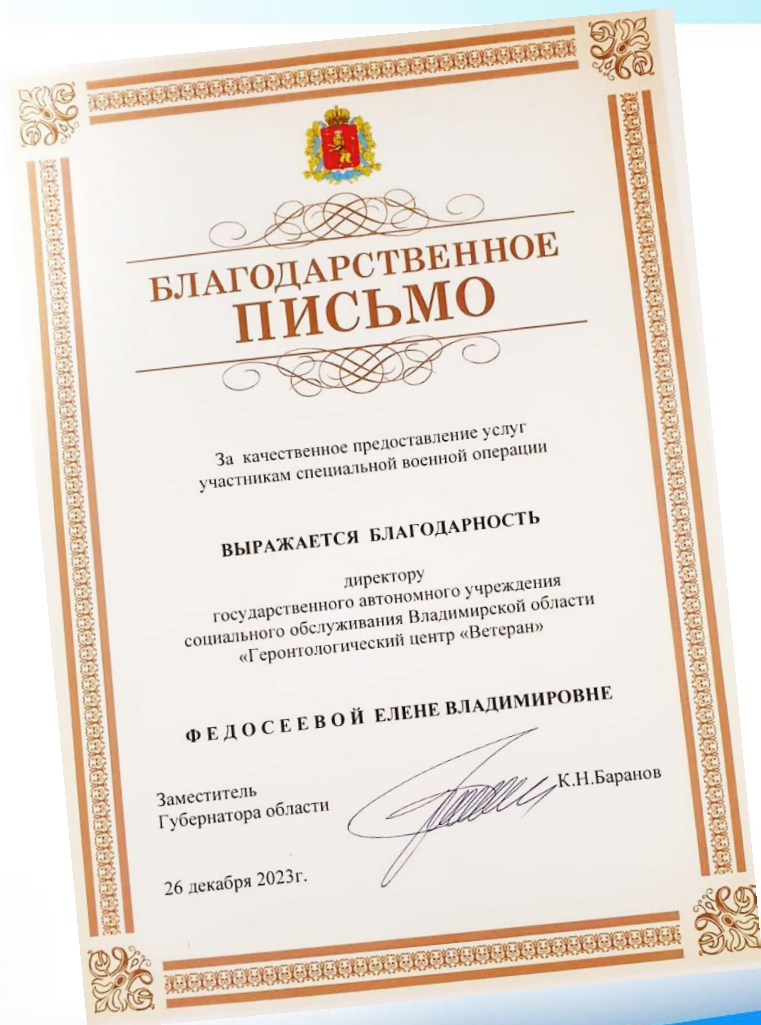 БЛАГОДАРСТВЕННОЕ
ПИСЬМО
За качественное предоставление услуг
участникам специальной военной операции
ВЫРАЖАЕТСЯ БЛАГОДАРНОСТЬ
директору
государственного автономного учреждения
социального обслуживания Владимирской области
«Геронтологический центр «Ветеран»
Ф Е Д О С Е Е В О Й ЕЛЕНЕ ВЛАДИМИРОВНЕ
Заместитель
Губернатора области
К.Н.Баранов
26 декабря 2023г.